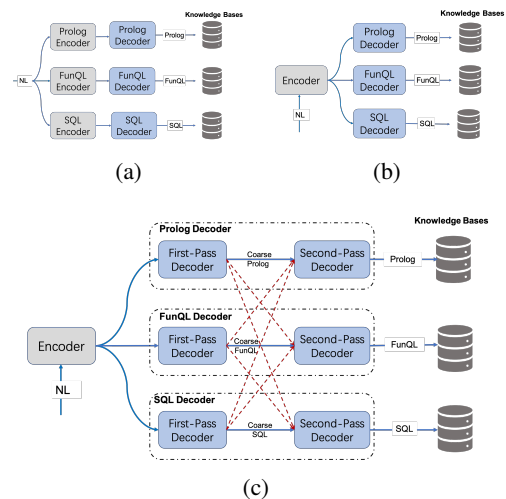 Knowledge Bases
Prolog
Encoder
Prolog
Decoder
Prolog
NL
FunQL
Encoder
FunQL
Decoder
FunQL
SQL
Encoder
SQL
Decoder
SQL
(a)
Knowledge Bases
Prolog
Decoder
Prolog
Encoder
FunQL
Decoder
FunQL
NL
SQL
Decoder
SQL
(b)
Knowledge Bases
Prolog Decoder
First-Pass
Decoder
Coarse
Prolog
Second-Pass
Decoder
Prolog
FunQL Decoder
Encoder
First-Pass
Decoder
Coarse
FunQL
Second-Pass
Decoder
FunQL
NL
SQL Decoder
First-Pass
Decoder
Coarse
SQL
Second-Pass
Decoder
SQL
(c)